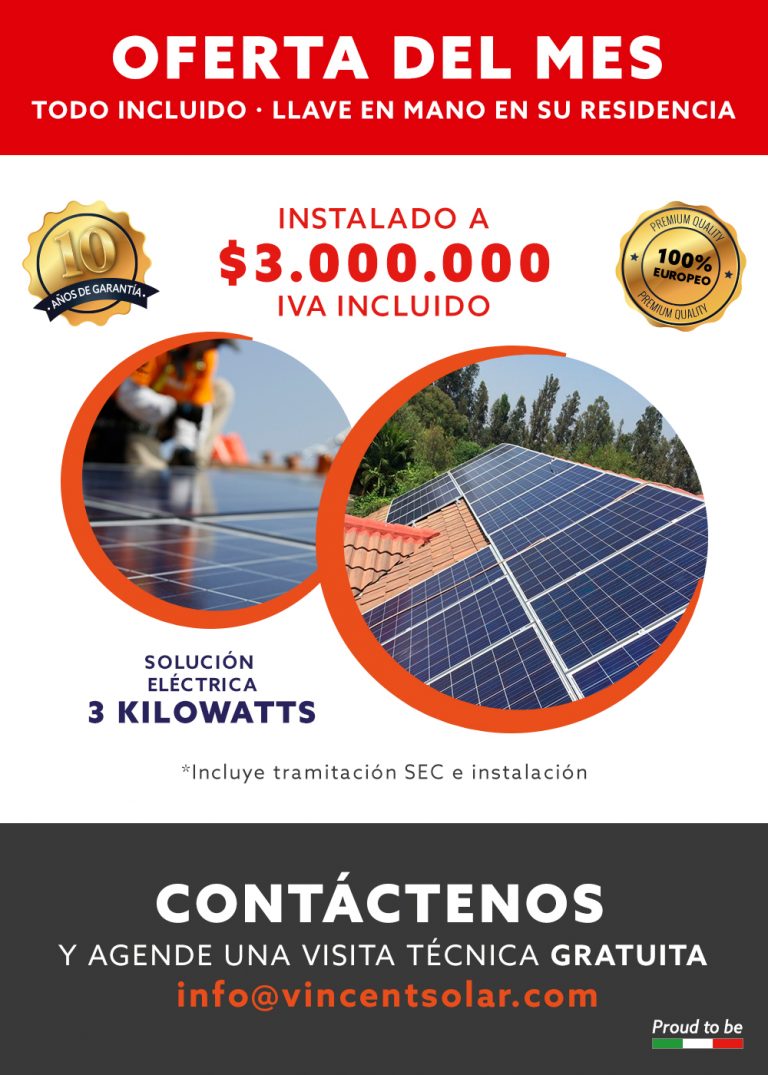 OFERTA DEL MES
TODO INCLUIDO · LLAVE EN MANO EN SU RESIDENCIA
10
• AÑOS DE GARANTÍA •
INSTALADO A
$3.000.000
IVA INCLUIDO
PREMIUM QUALITY
100%
EUROPEO
PREMIUM QUALITY
SOLUCIÓN
ELÉCTRICA
3 KILOWATTS
*Incluye tramitación SEC e instalación
CONTÁCTENOS
Y AGENDE UNA VISITA TÉCNICA GRATUITA
info@vincentsolar.com
Proud to be